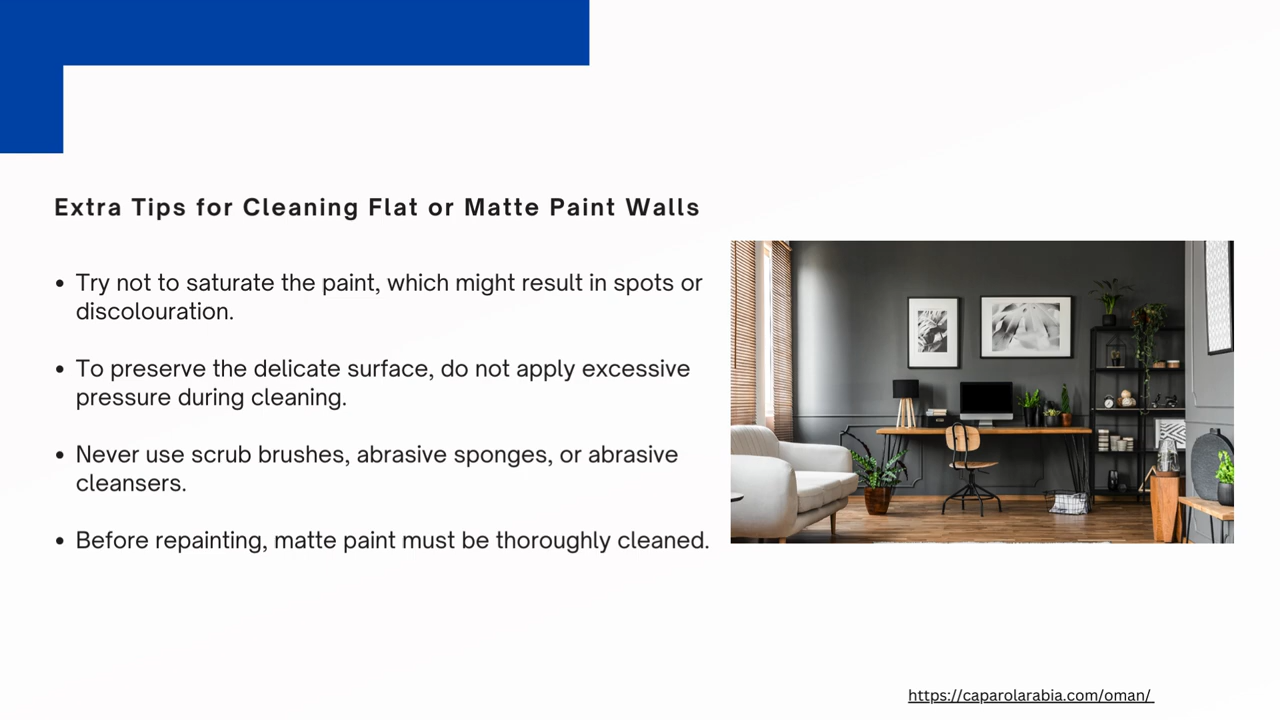 Extra Tips for Cleaning Flat or Matte Paint Walls
• Try not to saturate the paint, which might result in spots or
discolouration.
• To preserve the delicate surface, do not apply excessive
pressure during cleaning.
• Never use scrub brushes, abrasive sponges, or abrasive
cleansers.
• Before repainting, matte paint must be thoroughly cleaned.
https://caparolarabia.com/oman/